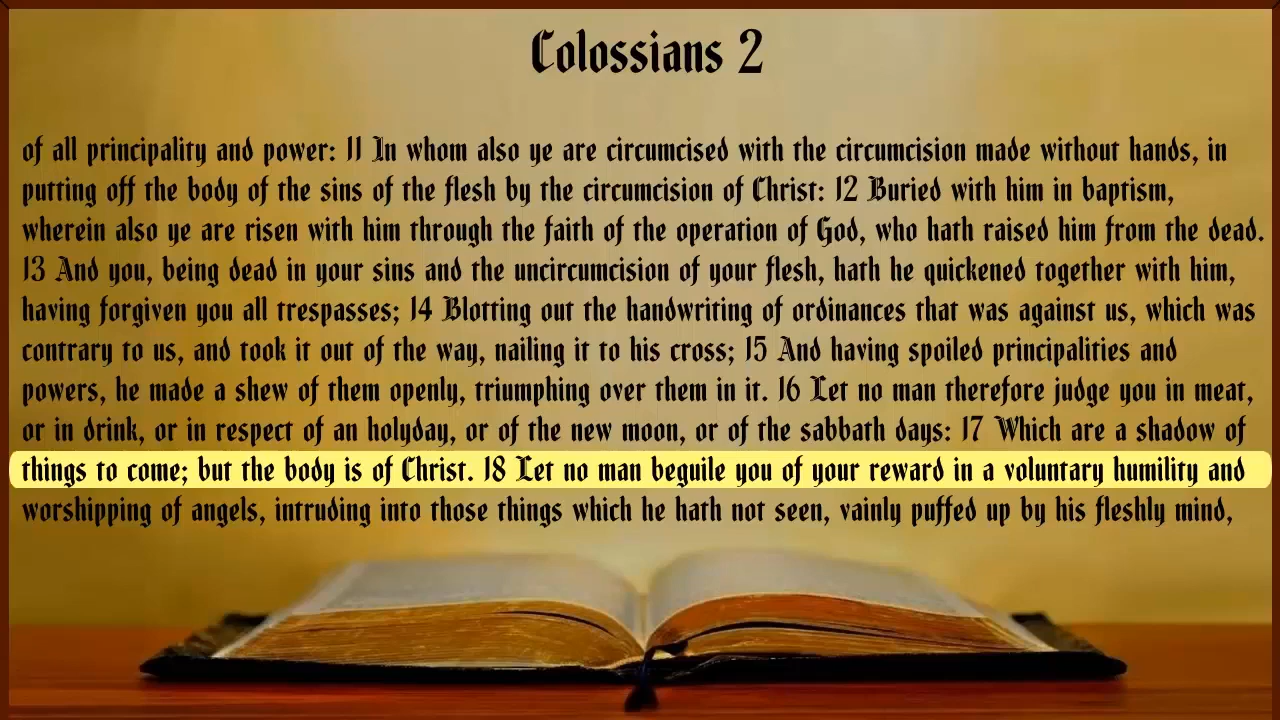 Colossians 2
of all principality and power: 11 In whom also ye are circumcised with the circumcision made without hands, in
putting off the body of the sins of the flesh by the circumcision of Christ: 12 Buried with him in baptism,
wherein also ye are risen with him through the faith of the operation of God, who hath raised him from the dead.
13 And you, being dead in your sins and the uncircumcision of your flesh, hath he quickened together with him,
having forgiven you all trespasses; 14 Blotting out the handwriting of ordinances that was against us, which was
contrary to us, and took it out of the way, nailing it to his cross; 15 And having spoiled principalities and
powers, he made a shew of them openly, triumphing over them in it. 16 Let no man therefore judge you in meat,
or in drink, or in respect of an holyday, or of the new moon, or of the sabbath days: 17 Which are a shadow of
things to come; but the body is of Christ. 18 Let no man beguile you of your reward in a voluntary humility and
worshipping of angels, intruding into those things which he hath not seen, vainly puffed up by his fleshly mind,